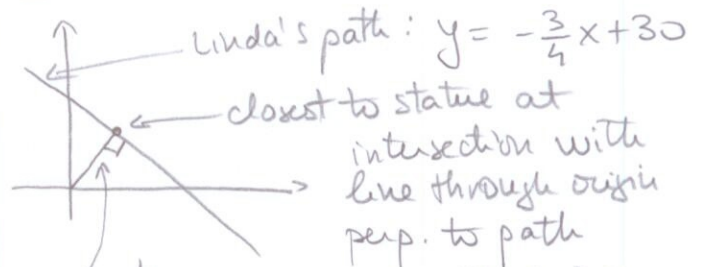 Linda's path: y = -3/4 x + 30
closest to statue at
intersection with
line through origin
perp. to path